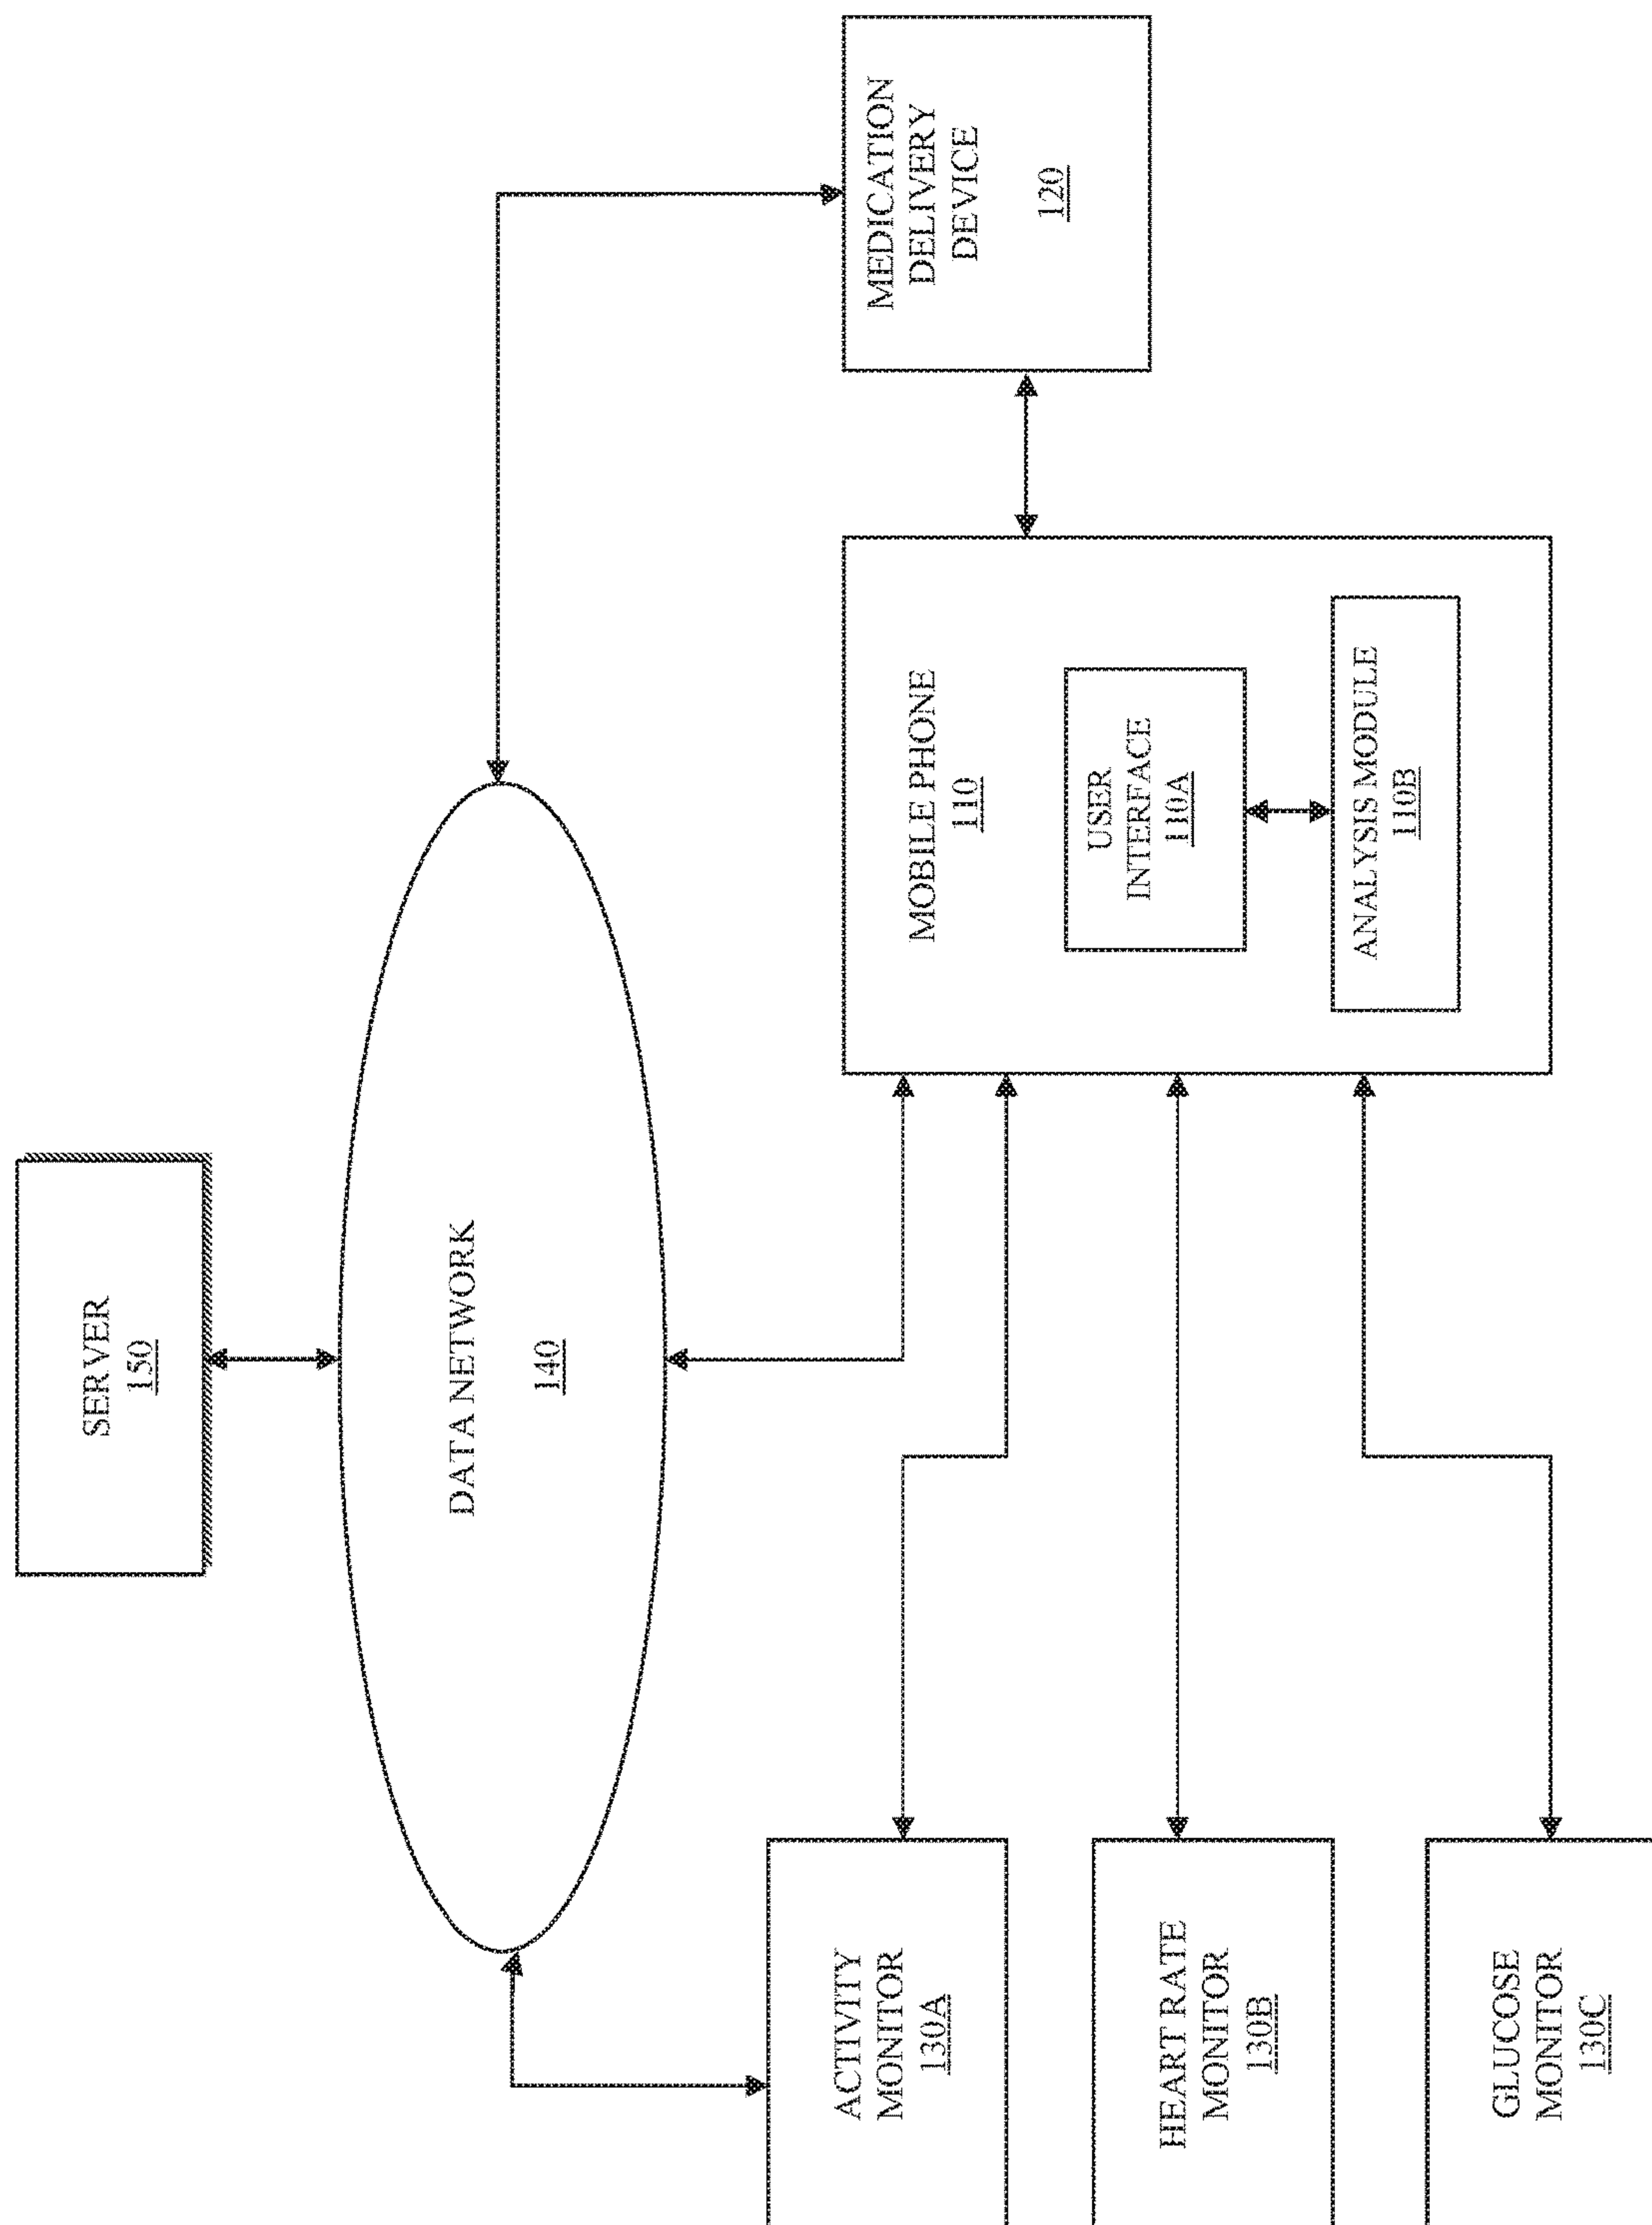 SERVER
150
DATA NETWORK
140
ACTIVITY
MONITOR
130A
HEART RATE
MONITOR
130B
GLUCOSE
MONITOR
130C
MOBILE PHONE
110
USER
INTERFACE
110A
ANALYSIS MODULE
110B
MEDICATION
DELIVERY
DEVICE
120